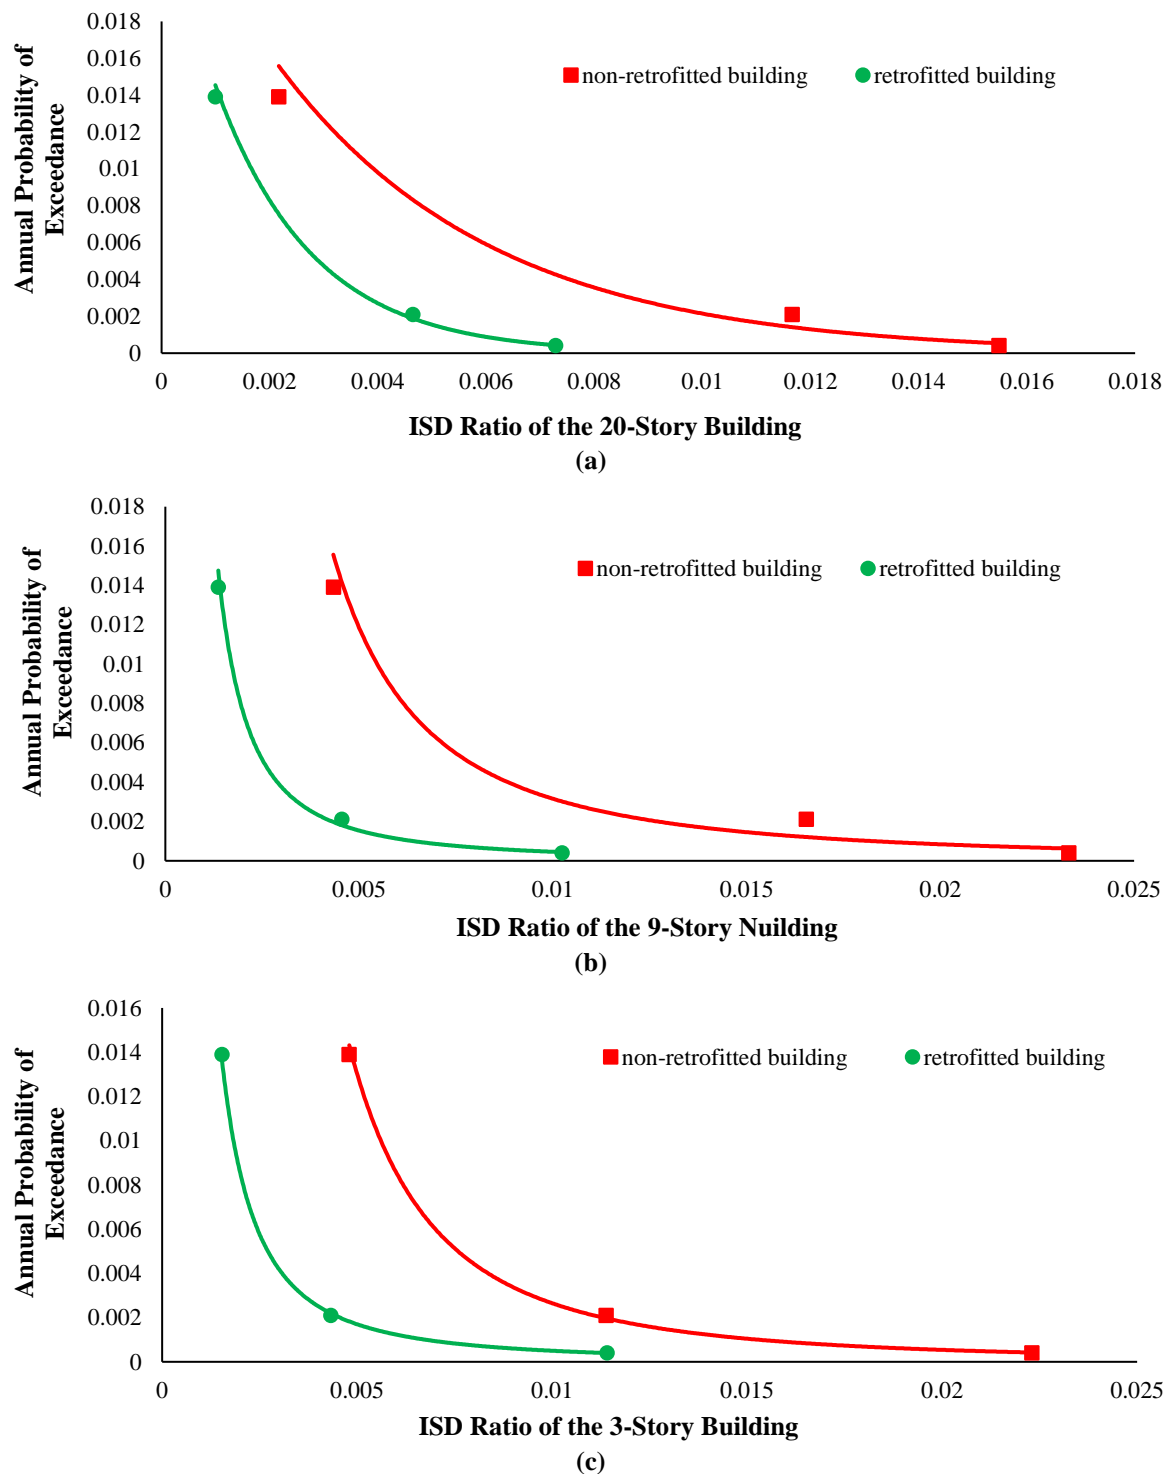 Annual Probability of
Exceedance
0.018
0.016
0.014
0.012
0.01
0.008
0.006
0.004
0.002
0
non-retrofitted building
retrofitted building
0 0.002 0.004 0.006 0.008 0.01 0.012 0.014 0.016 0.018
ISD Ratio of the 20-Story Building
(a)
Annual Probability of
Exceedance
0.018
0.016
0.014
0.012
0.01
0.008
0.006
0.004
0.002
0
non-retrofitted building
retrofitted building
0 0.005 0.01 0.015 0.02 0.025
ISD Ratio of the 9-Story Nuilding
(b)
Annual Probability of
Exceedance
0.016
0.014
0.012
0.01
0.008
0.006
0.004
0.002
0
non-retrofitted building
retrofitted building
0 0.005 0.01 0.015 0.02 0.025
ISD Ratio of the 3-Story Building
(c)